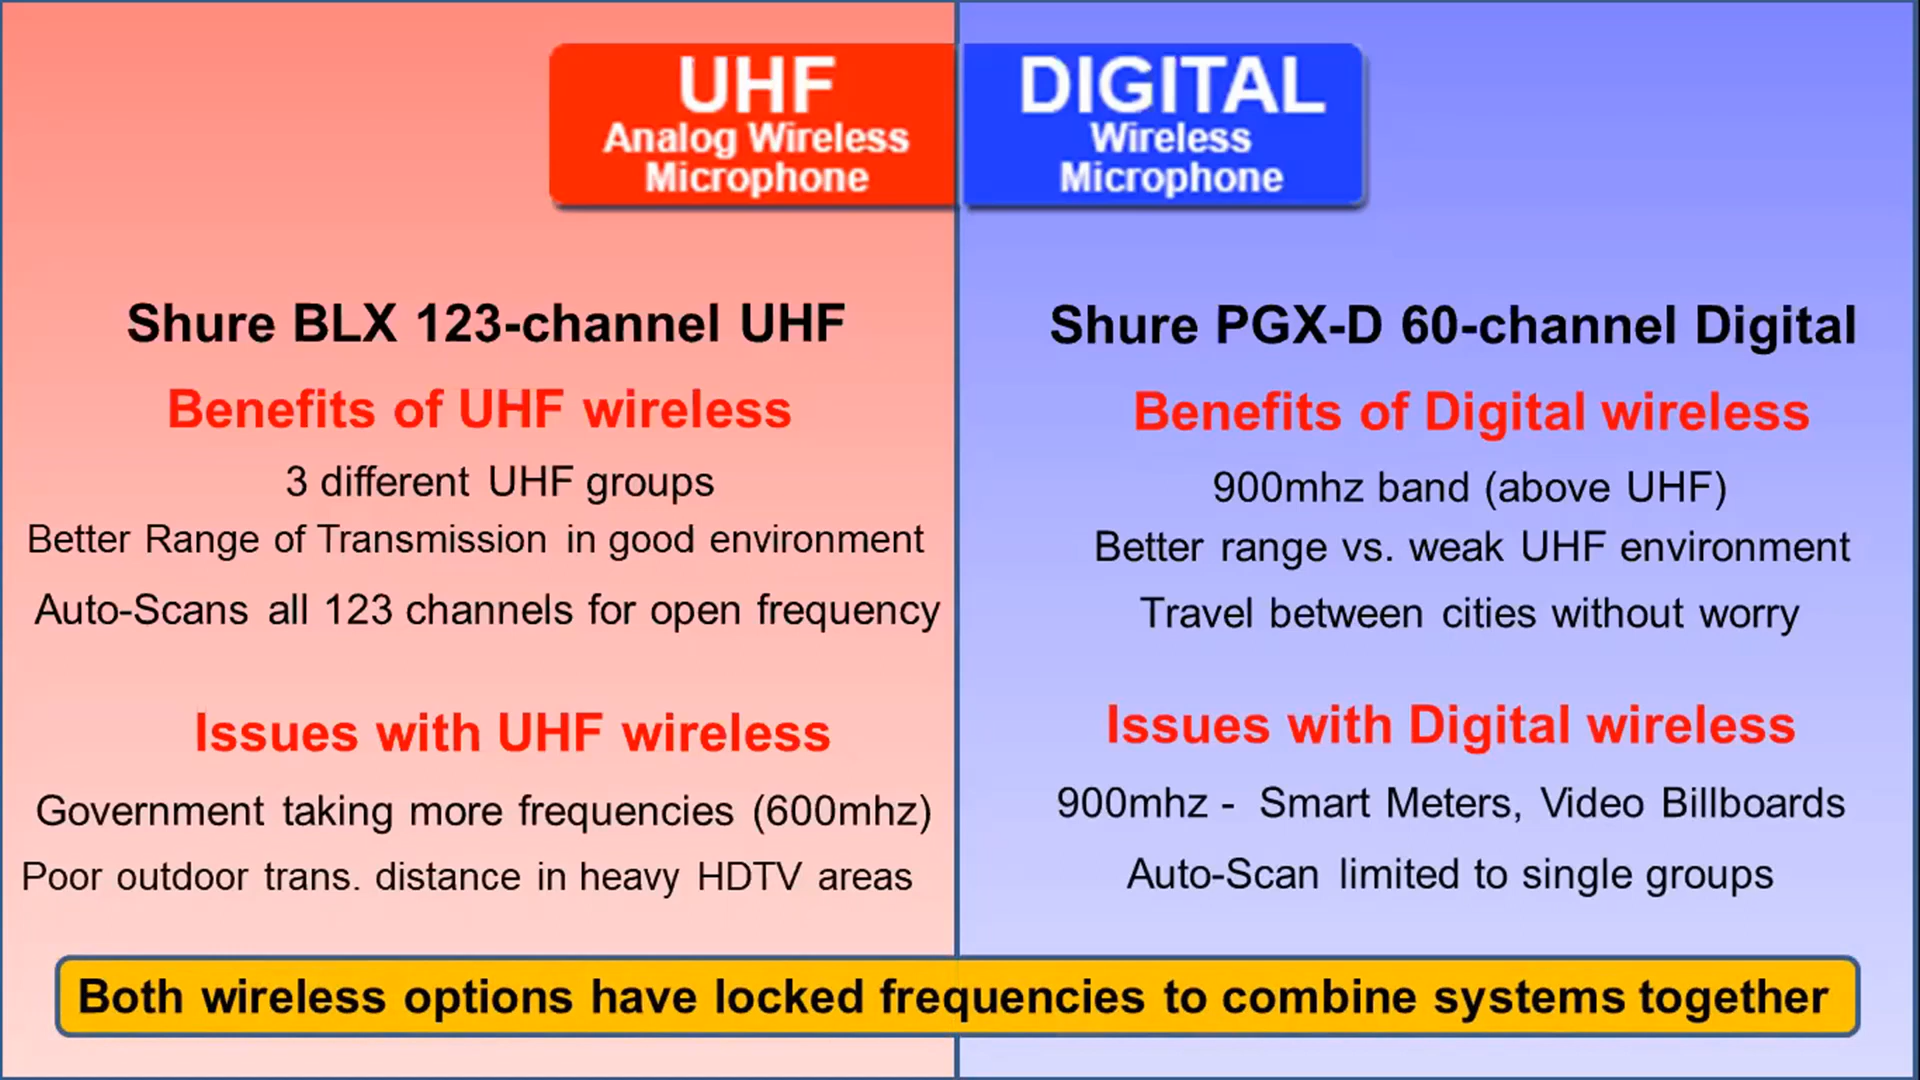 UHF
Analog Wireless
Microphone
DIGITAL
Wireless
Microphone
Shure BLX 123-channel UHF
Benefits of UHF wireless
3 different UHF groups
Better Range of Transmission in good environment
Auto-Scans all 123 channels for open frequency
Issues with UHF wireless
Government taking more frequencies (600mhz)
Poor outdoor trans. distance in heavy HDTV areas
Shure PGX-D 60-channel Digital
Benefits of Digital wireless
900mhz band (above UHF)
Better range vs. weak UHF environment
Travel between cities without worry
Issues with Digital wireless
900mhz - Smart Meters, Video Billboards
Auto-Scan limited to single groups
Both wireless options have locked frequencies to combine systems together